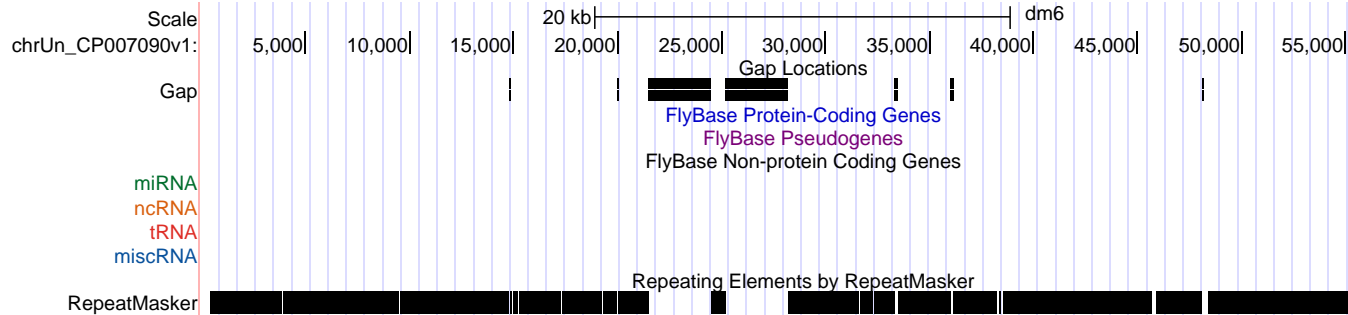 Scale 20 kb dm6
chrUn_CP007090v1: 5,000 10,000 15,000 20,000 25,000 30,000 35,000 40,000 45,000 50,000 55,000
Gap Locations
Gap
FlyBase Protein-Coding Genes
FlyBase Pseudogenes
FlyBase Non-protein Coding Genes
miRNA
ncRNA
tRNA
miscRNA
Repeating Elements by RepeatMasker
RepeatMasker